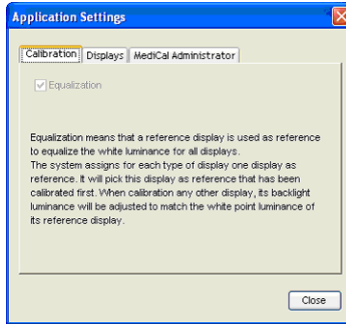 Application Settings
Calibration Displays MediCal Administrator
Equalization
Equalization means that a reference display is used as reference
to equalize the white luminance for all displays.
The system assigns for each type of display one display as
reference. It will pick this display as reference that has been
calibrated first. When calibration any other display, its backlight
luminance will be adjusted to match the white point luminance of
its reference display.
Close